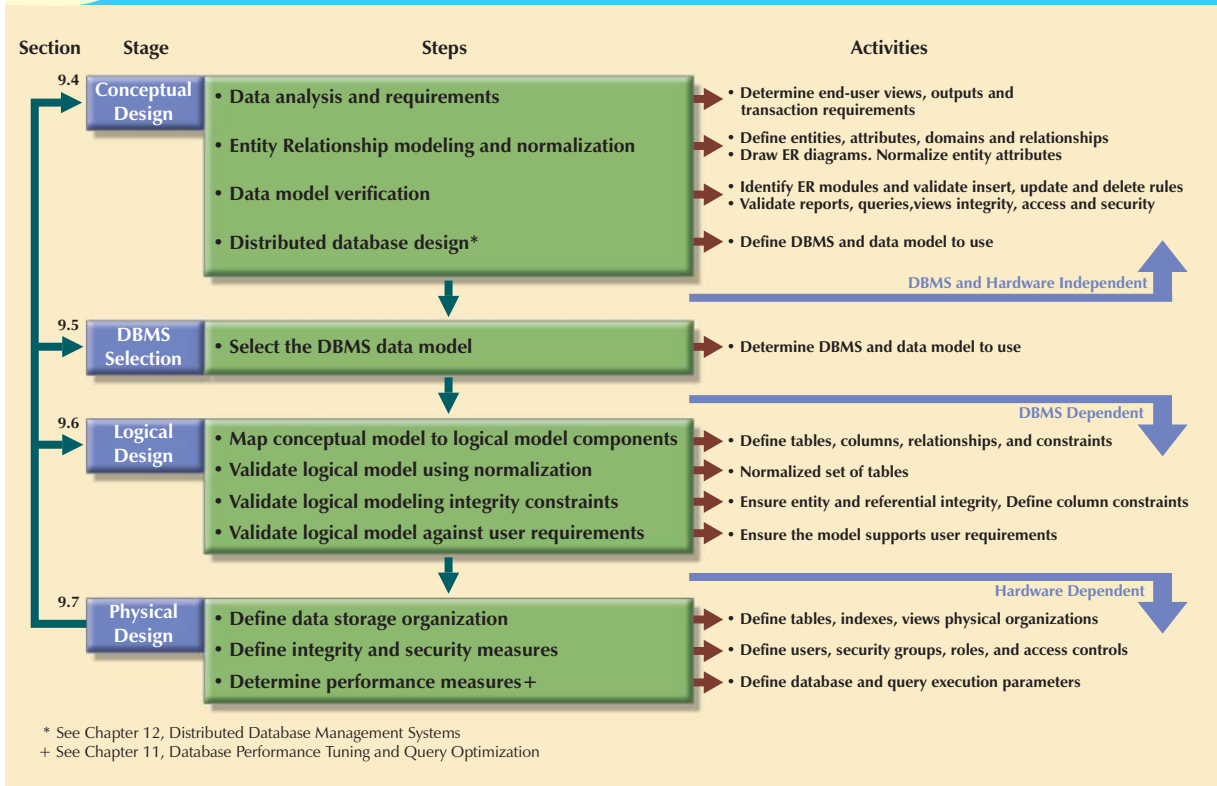 Section Stage Steps Activities
9.4
Conceptual
Design
• Data analysis and requirements
• Determine end-user views, outputs and
transaction requirements
• Entity Relationship modeling and normalization
• Define entities, attributes, domains and relationships
• Draw ER diagrams. Normalize entity attributes
• Data model verification
• Identify ER modules and validate insert, update and delete rules
• Validate reports, queries,views integrity, access and security
• Distributed database design*
• Define DBMS and data model to use
DBMS and Hardware Independent
9.5
DBMS
Selection
• Select the DBMS data model
• Determine DBMS and data model to use
DBMS Dependent
9.6
Logical
Design
• Map conceptual model to logical model components
• Define tables, columns, relationships, and constraints
• Validate logical model using normalization
• Normalized set of tables
• Validate logical modeling integrity constraints
• Ensure entity and referential integrity, Define column constraints
• Validate logical model against user requirements
• Ensure the model supports user requirements
Hardware Dependent
9.7
Physical
Design
• Define data storage organization
• Define tables, indexes, views physical organizations
• Define integrity and security measures
• Define users, security groups, roles, and access controls
• Determine performance measures+
• Define database and query execution parameters
* See Chapter 12, Distributed Database Management Systems
+ See Chapter 11, Database Performance Tuning and Query Optimization